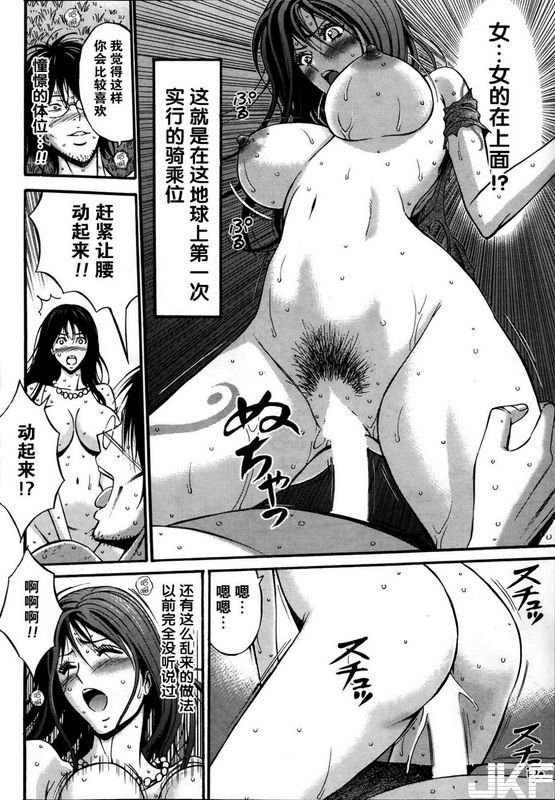 女…女的在上面!?
这就是在这地球上第一次
实行的骑乘位
我觉得这样
你会比较喜欢
憧憬的体位…!!
ぷる
ぷる
ぬちゃっ
赶紧让腰
动起来!!
动起来!?
嗯…
嗯嗯…
スチュッ
スチュッ
スチュッ
还有这么乱来的做法
以前完全没听说过
啊啊啊!!
JKF